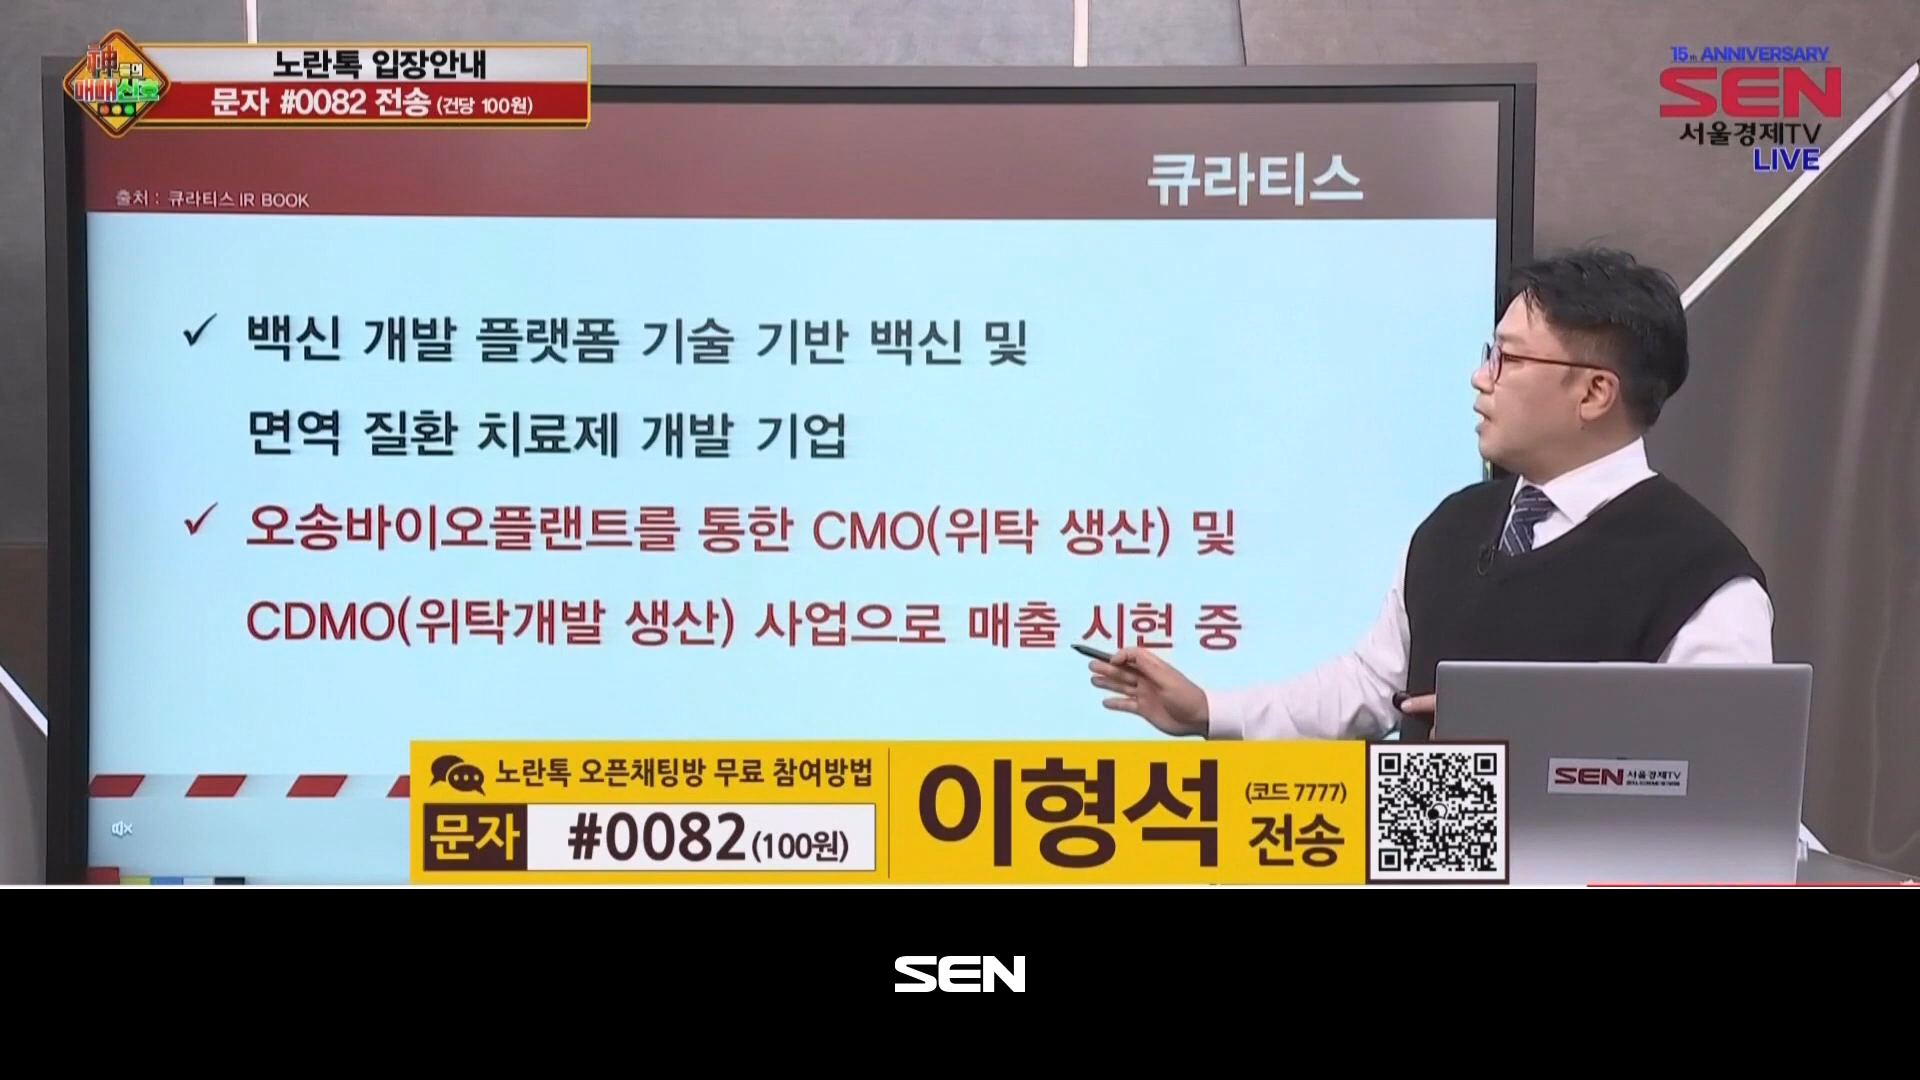 神들의
매매신호
노란톡 입장안내
문자 #0082 전송 (건당 100원)
15th ANNIVERSARY
SEN
서울경제TV
LIVE
출처 : 큐라티스 IR BOOK
큐라티스
✓ 백신 개발 플랫폼 기술 기반 백신 및
면역 질환 치료제 개발 기업
✓ 오송바이오플랜트를 통한 CMO(위탁 생산) 및
CDMO(위탁개발 생산) 사업으로 매출 시현 중
노란톡 오픈채팅방 무료 참여방법
문자 #0082 (100원)
이형석
(코드 7777)
전송
SEN 서울경제TV
SEN